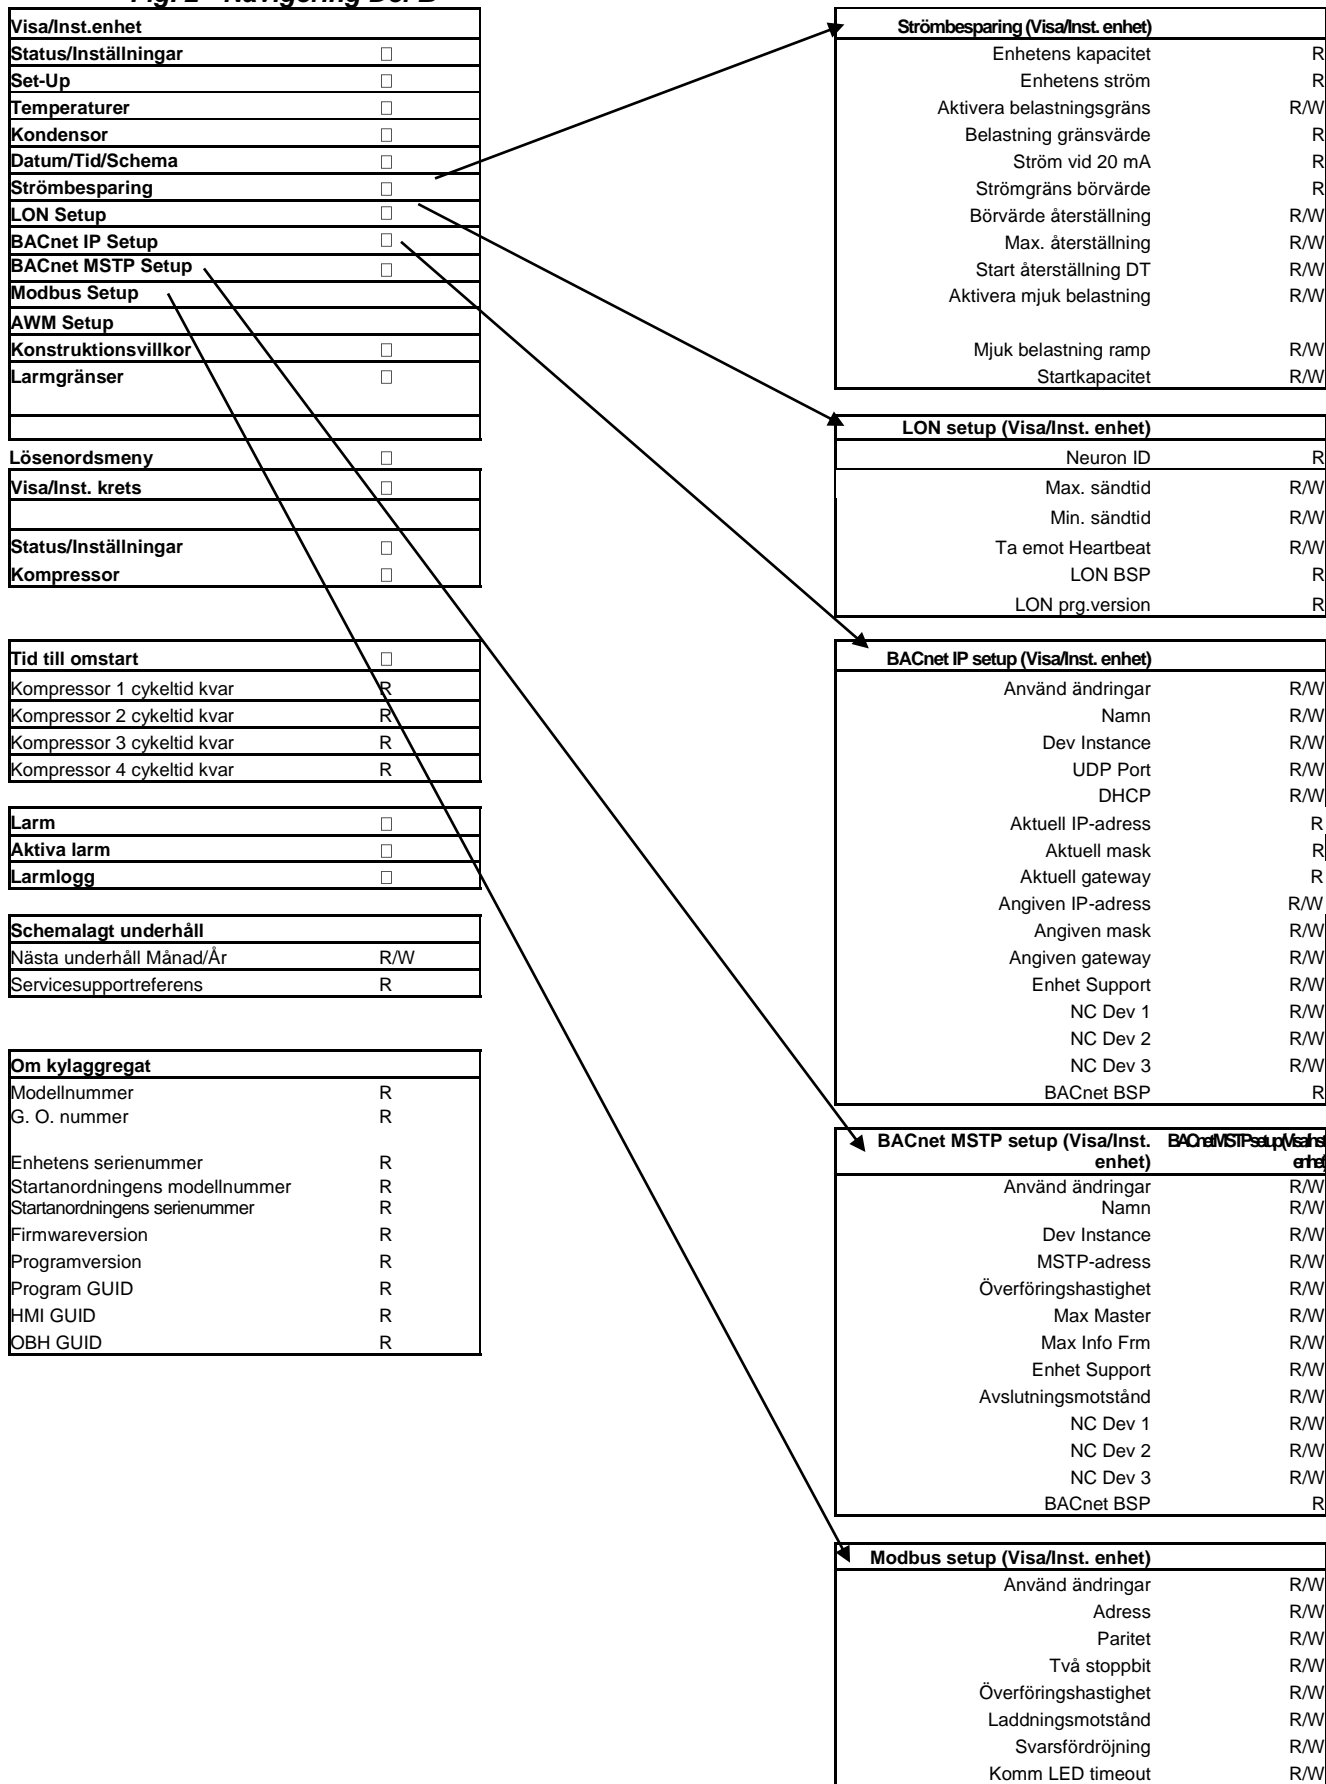 Visa/Inst.enhet
Status/Inställningar
Set-Up
Temperaturer
Kondensor
Datum/Tid/Schema
Strömbesparing
LON Setup
BACnet IP Setup
BACnet MSTP Setup
Modbus Setup
AWM Setup
Konstruktionsvillkor
Larmgränser
Lösenordsmeny
Visa/Inst. krets
Status/Inställningar
Kompressor
Tid till omstart
Kompressor 1 cykeltid kvar R
Kompressor 2 cykeltid kvar R
Kompressor 3 cykeltid kvar R
Kompressor 4 cykeltid kvar R
Larm
Aktiva larm
Larmlogg
Schemalagt underhåll
Nästa underhåll Månad/År R/W
Servicesupportreferens R
Om kylaggregat
Modellnummer R
G. O. nummer R
Enhetens serienummer R
Startanordningens modellnummer R
Startanordningens serienummer R
Firmwareversion R
Programversion R
Program GUID R
HMI GUID R
OBH GUID R
Strömbesparing (Visa/Inst. enhet)
Enhetens kapacitet R
Enhetens ström R
Aktivera belastningsgräns R/W
Belastning gränsvärde R
Ström vid 20 mA R
Strömgräns börvärde R
Börvärde återställning R/W
Max. återställning R/W
Start återställning DT R/W
Aktivera mjuk belastning R/W
Mjuk belastning ramp R/W
Startkapacitet R/W
LON setup (Visa/Inst. enhet)
Neuron ID R
Max. sändtid R/W
Min. sändtid R/W
Ta emot Heartbeat R/W
LON BSP R
LON prg.version R
BACnet IP setup (Visa/Inst. enhet)
Använd ändringar R/W
Namn R/W
Dev Instance R/W
UDP Port R/W
DHCP R/W
Aktuell IP-adress R
Aktuell mask R
Aktuell gateway R
Angiven IP-adress R/W
Angiven mask R/W
Angiven gateway R/W
Enhet Support R/W
NC Dev 1 R/W
NC Dev 2 R/W
NC Dev 3 R/W
BACnet BSP R
BACnet MSTP setup (Visa/Inst. enhet)
Använd ändringar R/W
Namn R/W
Dev Instance R/W
MSTP-adress R/W
Överföringshastighet R/W
Max Master R/W
Max Info Frm R/W
Enhet Support R/W
Avslutningsmotstånd R/W
NC Dev 1 R/W
NC Dev 2 R/W
NC Dev 3 R/W
BACnet BSP R
Modbus setup (Visa/Inst. enhet)
Använd ändringar R/W
Adress R/W
Paritet R/W
Två stoppbit R/W
Överföringshastighet R/W
Laddningsmotstånd R/W
Svarsfördröjning R/W
Komm LED timeout R/W